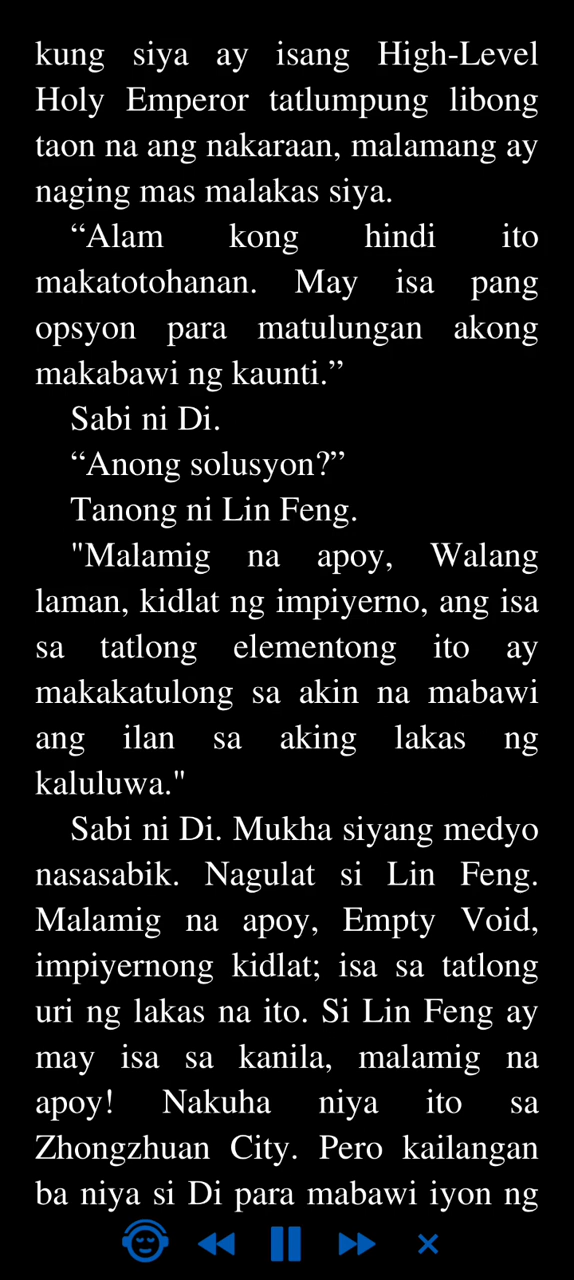 kung siya ay isang High-Level
Holy Emperor tatlumpung libong
taon na ang nakaraan, malamang ay
naging mas malakas siya.
“Alam kong hindi ito
makatotohanan. May isa pang
opsyon para matulungan akong
makabawi ng kaunti.”
Sabi ni Di.
“Anong solusyon?”
Tanong ni Lin Feng.
"Malamig na apoy, Walang
laman, kidlat ng impiyerno, ang isa
sa tatlong elementong ito ay
makakatulong sa akin na mabawi
ang ilan sa aking lakas ng
kaluluwa."
Sabi ni Di. Mukha siyang medyo
nasasabik. Nagulat si Lin Feng.
Malamig na apoy, Empty Void,
impiyernong kidlat; isa sa tatlong
uri ng lakas na ito. Si Lin Feng ay
may isa sa kanila, malamig na
apoy! Nakuha niya ito sa
Zhongzhuan City. Pero kailangan
ba niya si Di para mabawi iyon ng